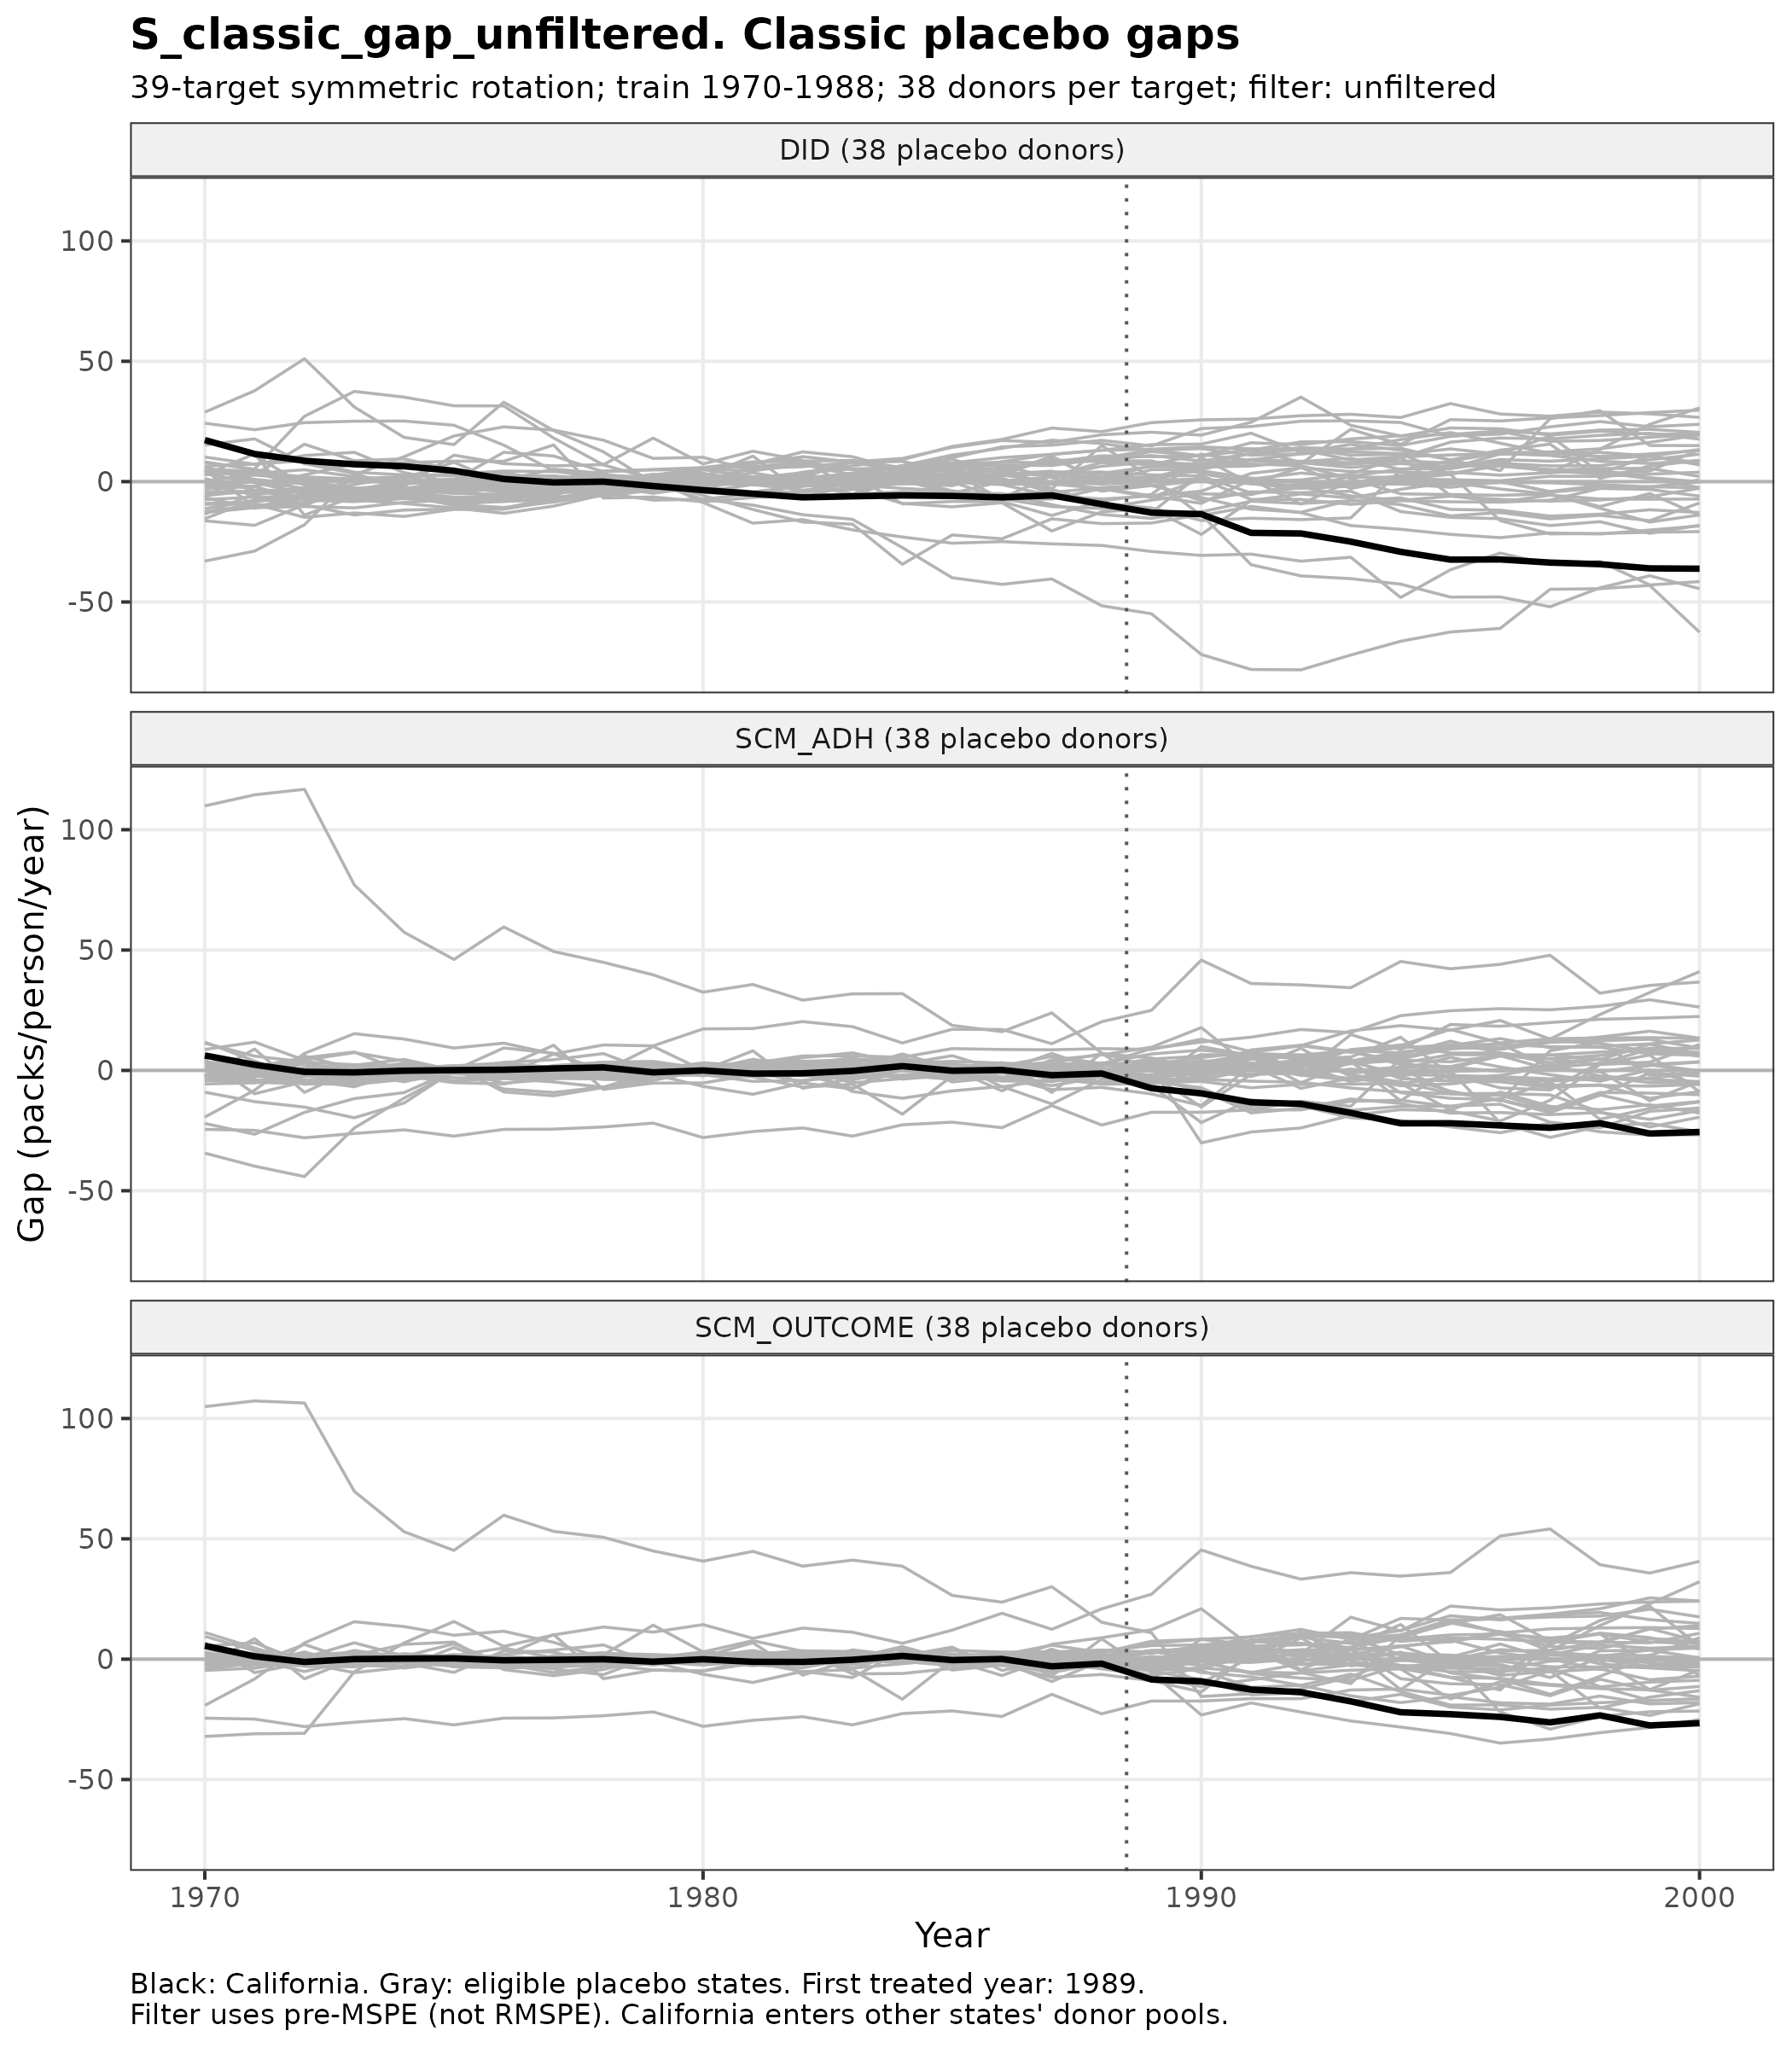 S_classic_gap_unfiltered. Classic placebo gaps
39-target symmetric rotation; train 1970-1988; 38 donors per target; filter: unfiltered
DID (38 placebo donors)
100
50
0
-50
SCM_ADH (38 placebo donors)
100
50
0
-50
Gap (packs/person/year)
SCM_OUTCOME (38 placebo donors)
100
50
0
-50
1970
1980
1990
2000
Year
Black: California. Gray: eligible placebo states. First treated year: 1989.
Filter uses pre-MSPE (not RMSPE). California enters other states' donor pools.